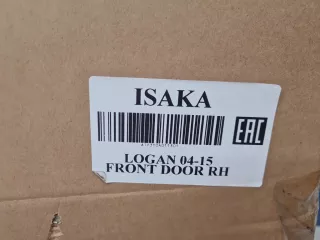 ISAKA
EAC
LOGAN 04-15
FRONT DOOR RH